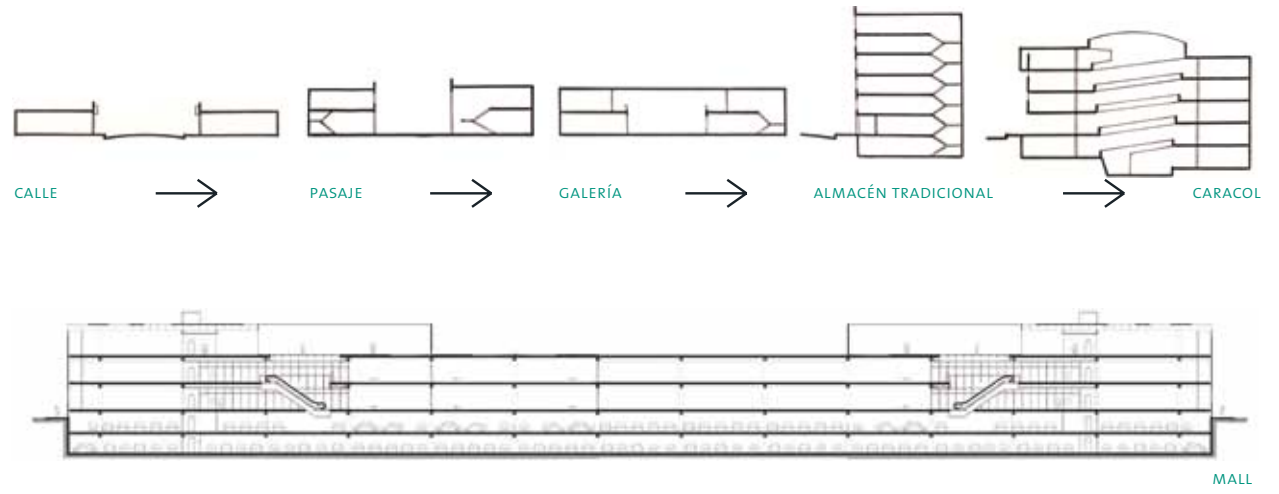 CALLE
PASAJE
GALERÍA
ALMACÉN TRADICIONAL
CARACOL
MALL